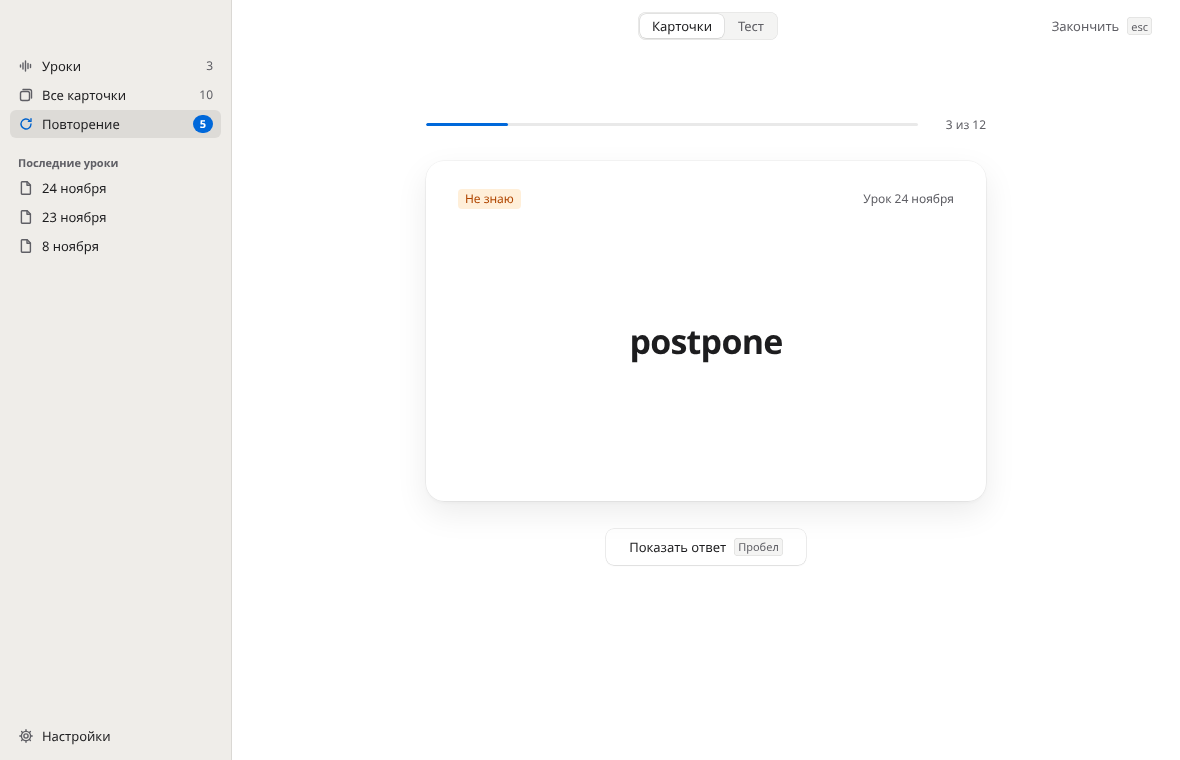 Карточки Тест
Закончить esc
Уроки 3
Все карточки 10
Повторение 5
Последние уроки
24 ноября
23 ноября
8 ноября
Настройки
3 из 12
Не знаю
Урок 24 ноября
postpone
Показать ответ Пробел